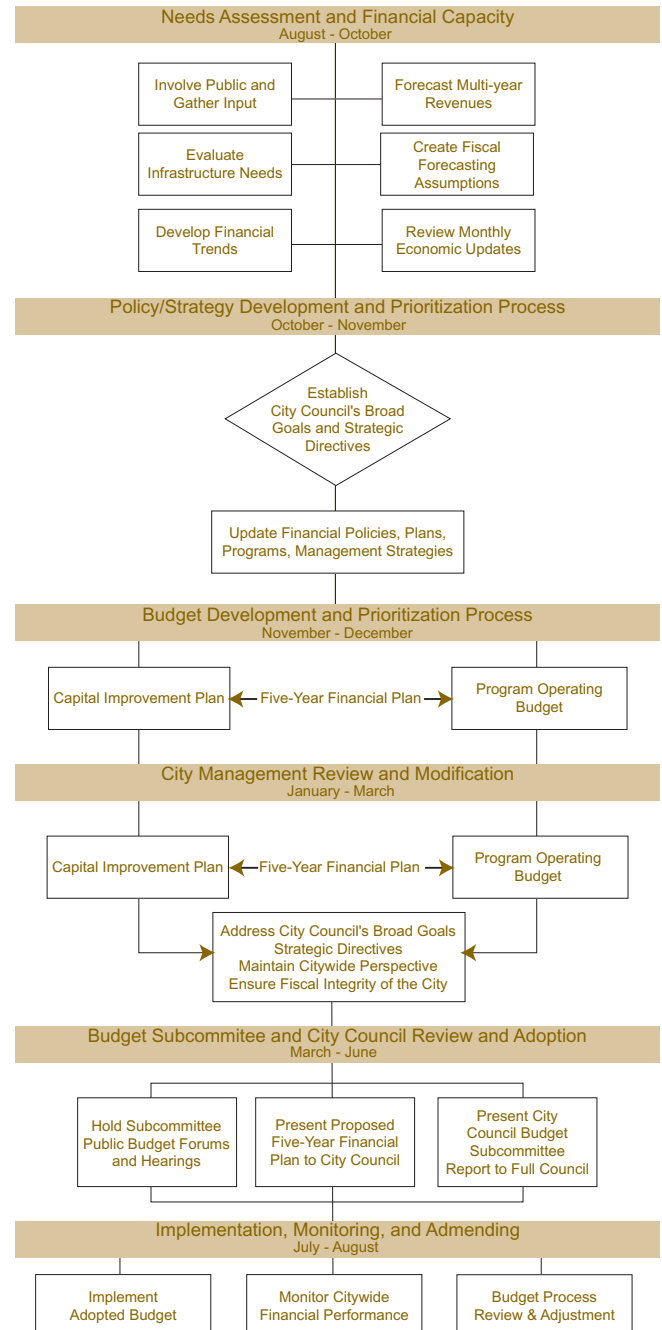 Needs Assessment and Financial Capacity
August - October
Involve Public and
Gather Input
Forecast Multi-year
Revenues
Evaluate
Infrastructure Needs
Create Fiscal
Forecasting
Assumptions
Develop Financial
Trends
Review Monthly
Economic Updates
Policy/Strategy Development and Prioritization Process
October - November
Establish
City Council's Broad
Goals and Strategic
Directives
Update Financial Policies, Plans,
Programs, Management Strategies
Budget Development and Prioritization Process
November - December
Capital Improvement Plan
Five-Year Financial Plan
Program Operating
Budget
City Management Review and Modification
January - March
Capital Improvement Plan
Five-Year Financial Plan
Program Operating
Budget
Address City Council's Broad Goals
Strategic Directives
Maintain Citywide Perspective
Ensure Fiscal Integrity of the City
Budget Subcommitee and City Council Review and Adoption
March - June
Hold Subcommittee
Public Budget Forums
and Hearings
Present Proposed
Five-Year Financial
Plan to City Council
Present City
Council Budget
Subcommittee
Report to Full Council
Implementation, Monitoring, and Admending
July - August
Implement
Adopted Budget
Monitor Citywide
Financial Performance
Budget Process
Review & Adjustment